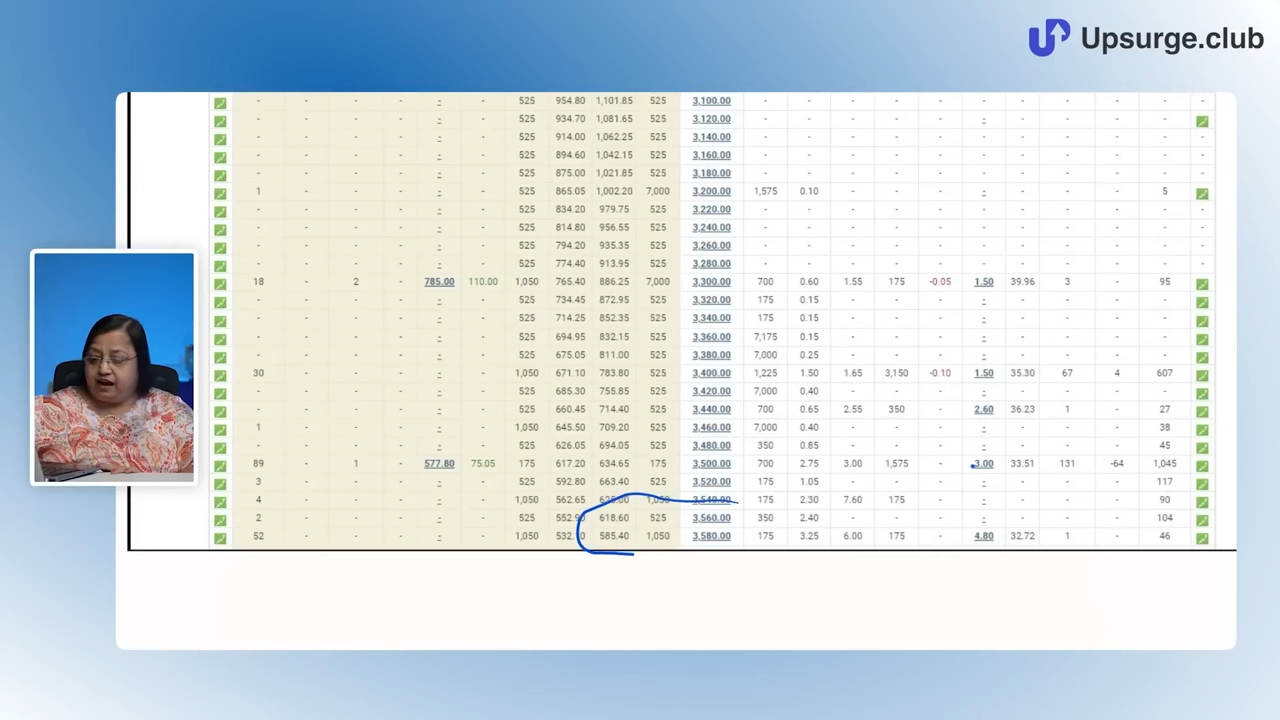 Upsurge.club
- - - - - - 525 954.80 1,101.85 525 3,100.00 - - - - - - - - - -
- - - - - - 525 934.70 1,081.65 525 3,120.00 - - - - - - - - -
- - - - - - 525 914.00 1,062.25 525 3,140.00 - - - - - - - - - -
- - - - - - 525 894.60 1,042.15 525 3,160.00 - - - - - - - - - -
- - - - - - 525 875.00 1,021.85 525 3,180.00 - - - - - - - - - -
1 - - - - - 525 865.05 1,002.20 7,000 3,200.00 1,575 0.10 - - - - - - - 5
- - - - - - 525 834.20 979.75 525 3,220.00 - - - - - - - - - -
- - - - - - 525 814.80 956.55 525 3,240.00 - - - - - - - - - -
- - - - - - 525 794.20 935.35 525 3,260.00 - - - - - - - - - -
- - - - - - 525 774.40 913.95 525 3,280.00 - - - - - - - - - -
18 - 2 - 785.00 110.00 1,050 765.40 886.25 7,000 3,300.00 700 0.60 1.55 175 -0.05 1.50 39.96 3 - 95
- - - - - - 525 734.45 872.95 525 3,320.00 175 0.15 - - - - - - - -
- - - - - - 525 714.25 852.35 525 3,340.00 175 0.15 - - - - - - - -
- - - - - - 525 694.95 832.15 525 3,360.00 7,175 0.15 - - - - - - - -
- - - - - - 525 675.05 811.00 525 3,380.00 7,000 0.25 - - - - - - - -
30 - - - - - 1,050 671.10 783.80 525 3,400.00 1,225 1.50 1.65 3,150 -0.10 1.50 35.30 67 4 607
- - - - - - 525 685.30 755.85 525 3,420.00 7,000 0.40 - - - - - - - -
- - - - - - 525 660.45 714.40 525 3,440.00 700 0.65 2.55 350 - 2.60 36.23 1 - 27
1 - - - - - 1,050 645.50 709.20 525 3,460.00 7,000 0.40 - - - - - - - 38
- - - - - - 525 626.05 694.05 525 3,480.00 350 0.85 - - - - - - - 45
89 - 1 - 577.80 75.05 175 617.20 634.65 175 3,500.00 700 2.75 3.00 1,575 - 3.00 33.51 131 -64 1,045
3 - - - - - 525 592.80 663.40 525 3,520.00 175 1.05 - - - - - - - 117
4 - - - - - 1,050 562.65 1,050 3,540.00 175 2.30 7.60 175 - - - - - 90
2 - - - - - 525 618.60 525 3,560.00 350 2.40 - - - - - - - 104
52 - - - - - 1,050 585.40 1,050 3,580.00 175 3.25 6.00 175 - 4.80 32.72 1 - 46